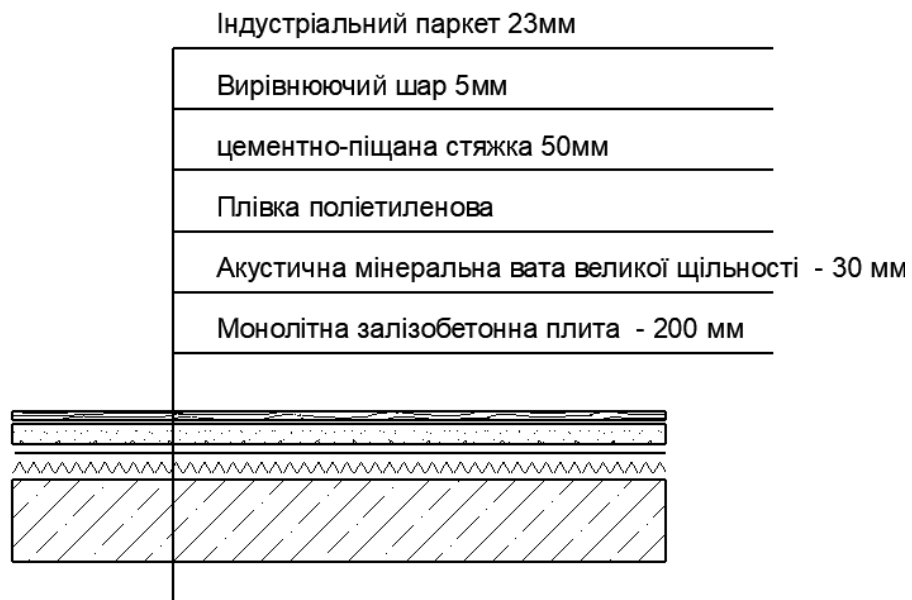 Індустріальний паркет 23мм
Вирівнюючий шар 5мм
цементно-піщана стяжка 50мм
Плівка поліетиленова
Акустична мінеральна вата великої щільності - 30 мм
Монолітна залізобетонна плита - 200 мм